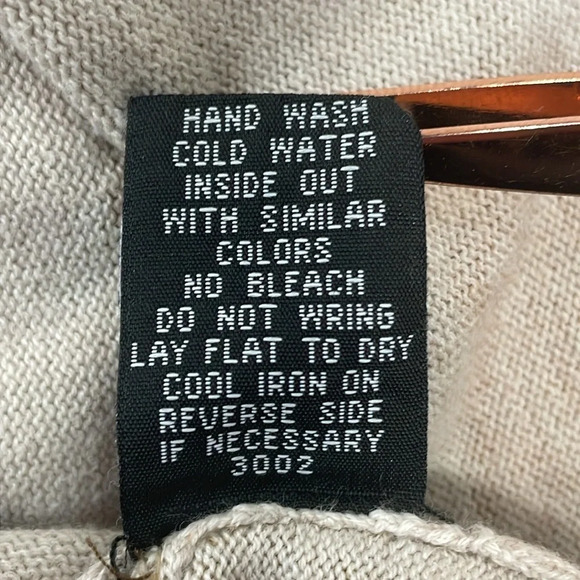 HAND WASH
COLD WATER
INSIDE OUT
WITH SIMILAR
COLORS
NO BLEACH
DO NOT WRING
LAY FLAT TO DRY
COOL IRON ON
REVERSE SIDE
IF NECESSARY
3002